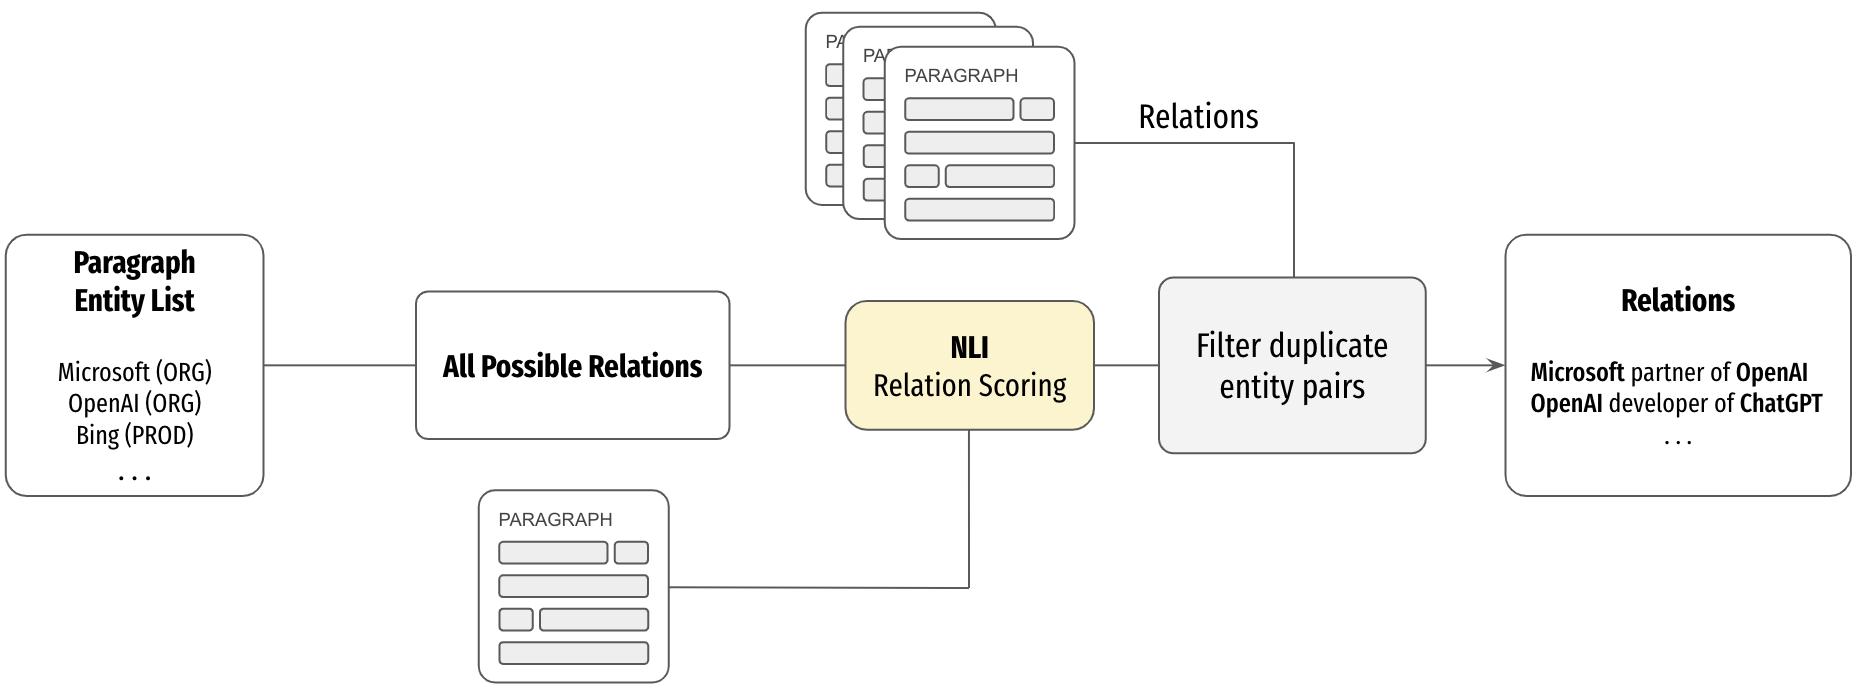 PA
PA
PARAGRAPH
Relations
Paragraph
Entity List
Microsoft (ORG)
OpenAI (ORG)
Bing (PROD)
. . .
All Possible Relations
NLI
Relation Scoring
Filter duplicate
entity pairs
Relations
Microsoft partner of OpenAI
OpenAI developer of ChatGPT
. . .
PARAGRAPH